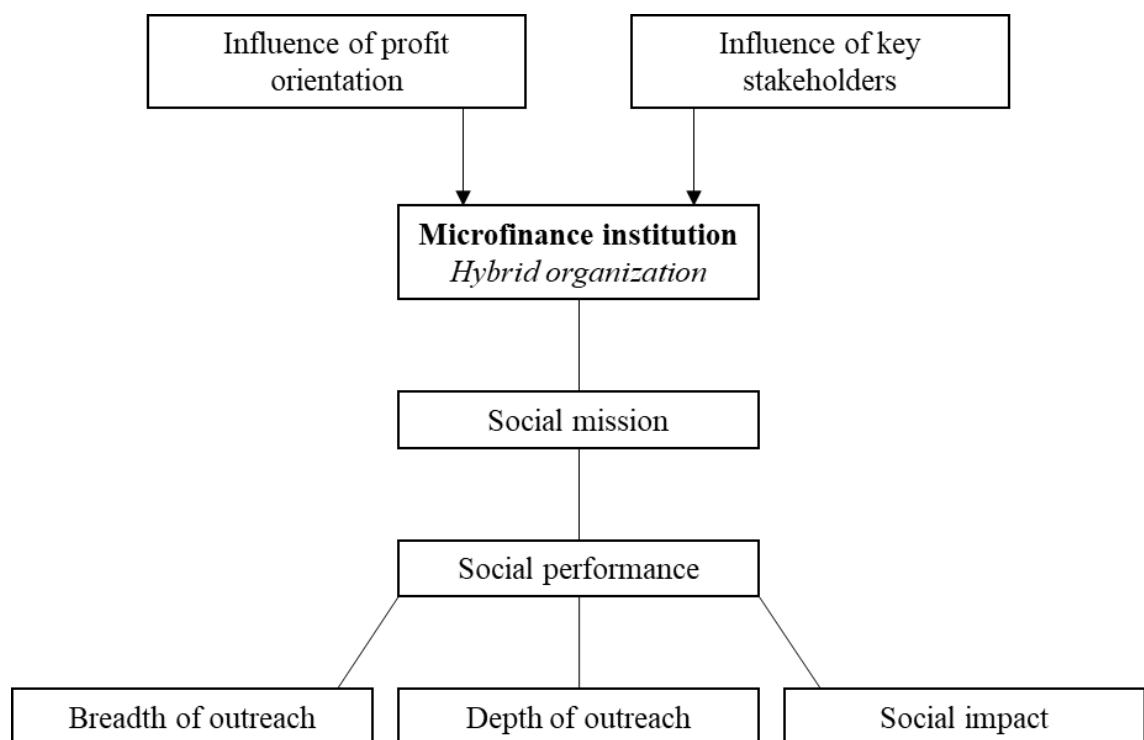 Influence of profit
orientation
Influence of key
stakeholders
Microfinance institution
Hybrid organization
Social mission
Social performance
Breadth of outreach
Depth of outreach
Social impact